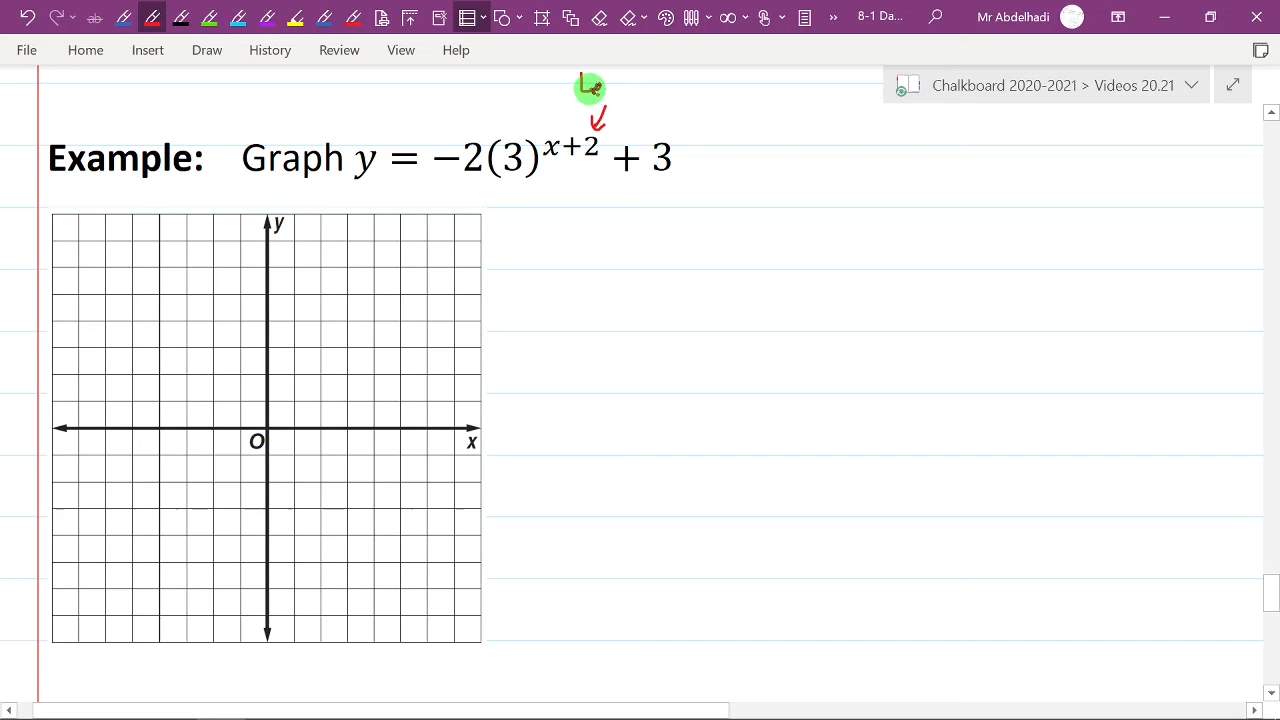 8-1 Da...
Mr Abdelhadi
File Home Insert Draw History Review View Help
Chalkboard 2020-2021 > Videos 20.21
Example: Graph y = −2(3)^{x+2} + 3
y
O
x